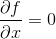 ∂f/∂x = 0